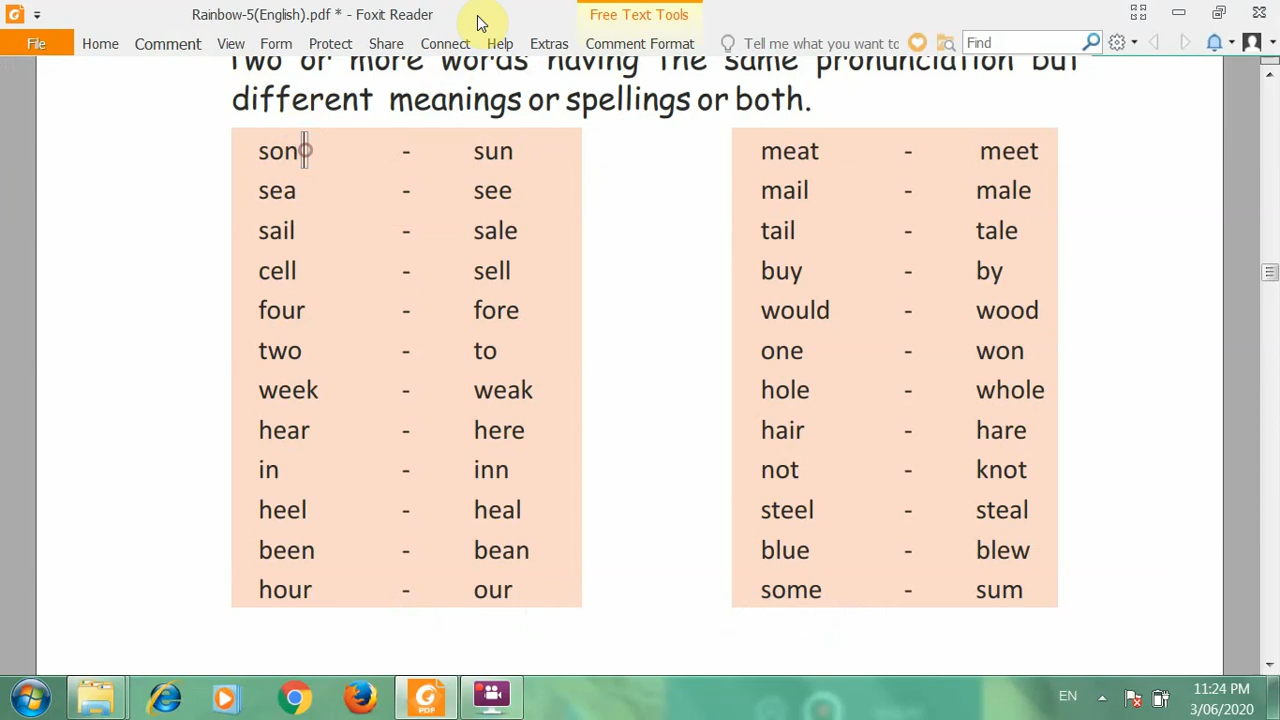 Rainbow-5(English).pdf * - Foxit Reader
Free Text Tools
File Home Comment View Form Protect Share Connect Help Extras Comment Format Tell me what you want to Find
two or more words having the same pronunciation but
different meanings or spellings or both.
son - sun
sea - see
sail - sale
cell - sell
four - fore
two - to
week - weak
hear - here
in - inn
heel - heal
been - bean
hour - our
meat - meet
mail - male
tail - tale
buy - by
would - wood
one - won
hole - whole
hair - hare
not - knot
steel - steal
blue - blew
some - sum
PDF
EN
11:24 PM
3/06/2020